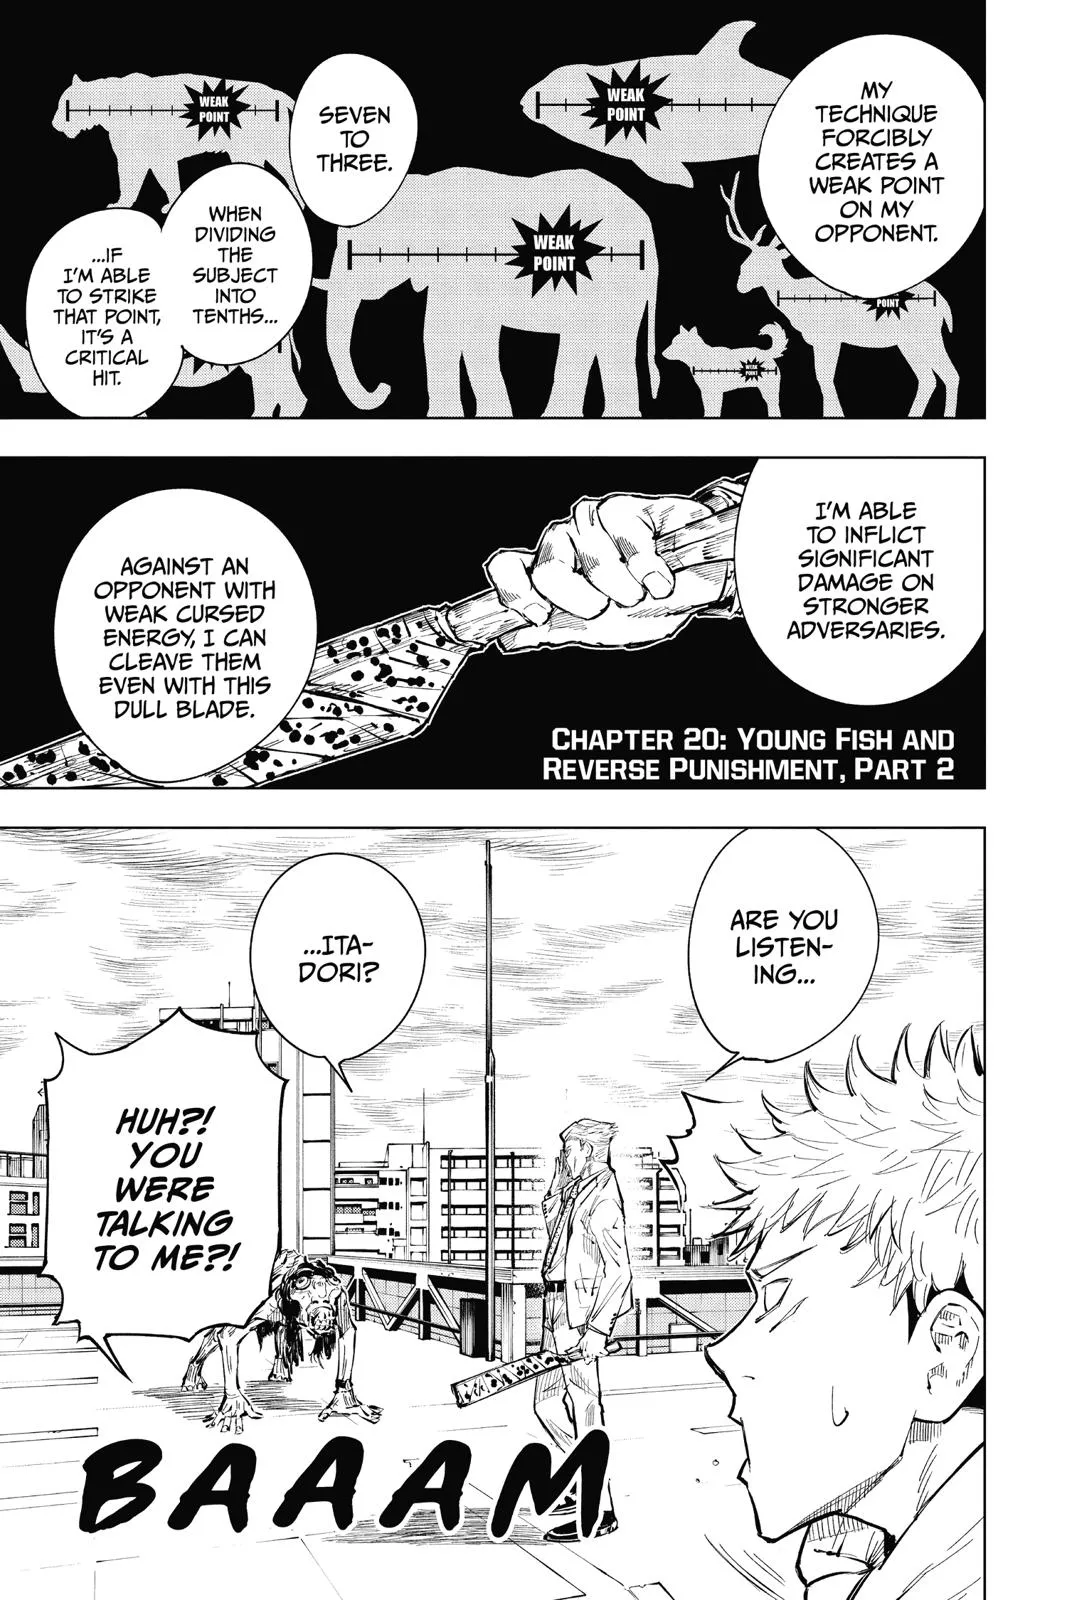 MY
TECHNIQUE
FORCIBLY
CREATES A
WEAK POINT
ON MY
OPPONENT.
SEVEN
TO
THREE.
WHEN
DIVIDING
THE
SUBJECT
INTO
TENTHS...
...IF
I'M ABLE
TO STRIKE
THAT POINT,
IT'S A
CRITICAL
HIT.
WEAK
POINT
WEAK
POINT
WEAK
POINT
POINT
WEAK
POINT
I'M ABLE
TO INFLICT
SIGNIFICANT
DAMAGE ON
STRONGER
ADVERSARIES.
AGAINST AN
OPPONENT WITH
WEAK CURSED
ENERGY, I CAN
CLEAVE THEM
EVEN WITH THIS
DULL BLADE.
CHAPTER 20: YOUNG FISH AND
REVERSE PUNISHMENT, PART 2
ARE YOU
LISTEN-
ING...
...ITA-
DORI?
HUH?!
YOU
WERE
TALKING
TO ME?!
BAAAM